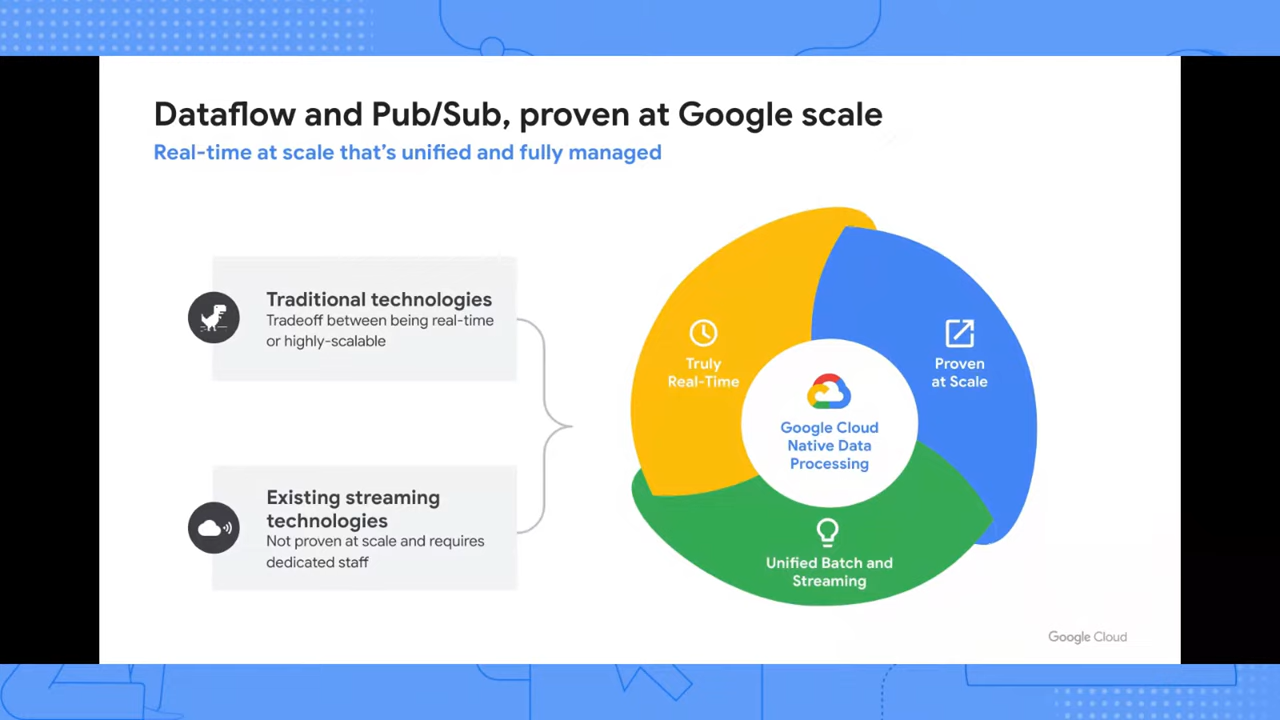 Dataflow and Pub/Sub, proven at Google scale
Real-time at scale that's unified and fully managed
Traditional technologies
Tradeoff between being real-time
or highly-scalable
Existing streaming
technologies
Not proven at scale and requires
dedicated staff
Truly
Real-Time
Proven
at Scale
Google Cloud
Native Data
Processing
Unified Batch and
Streaming
Google Cloud